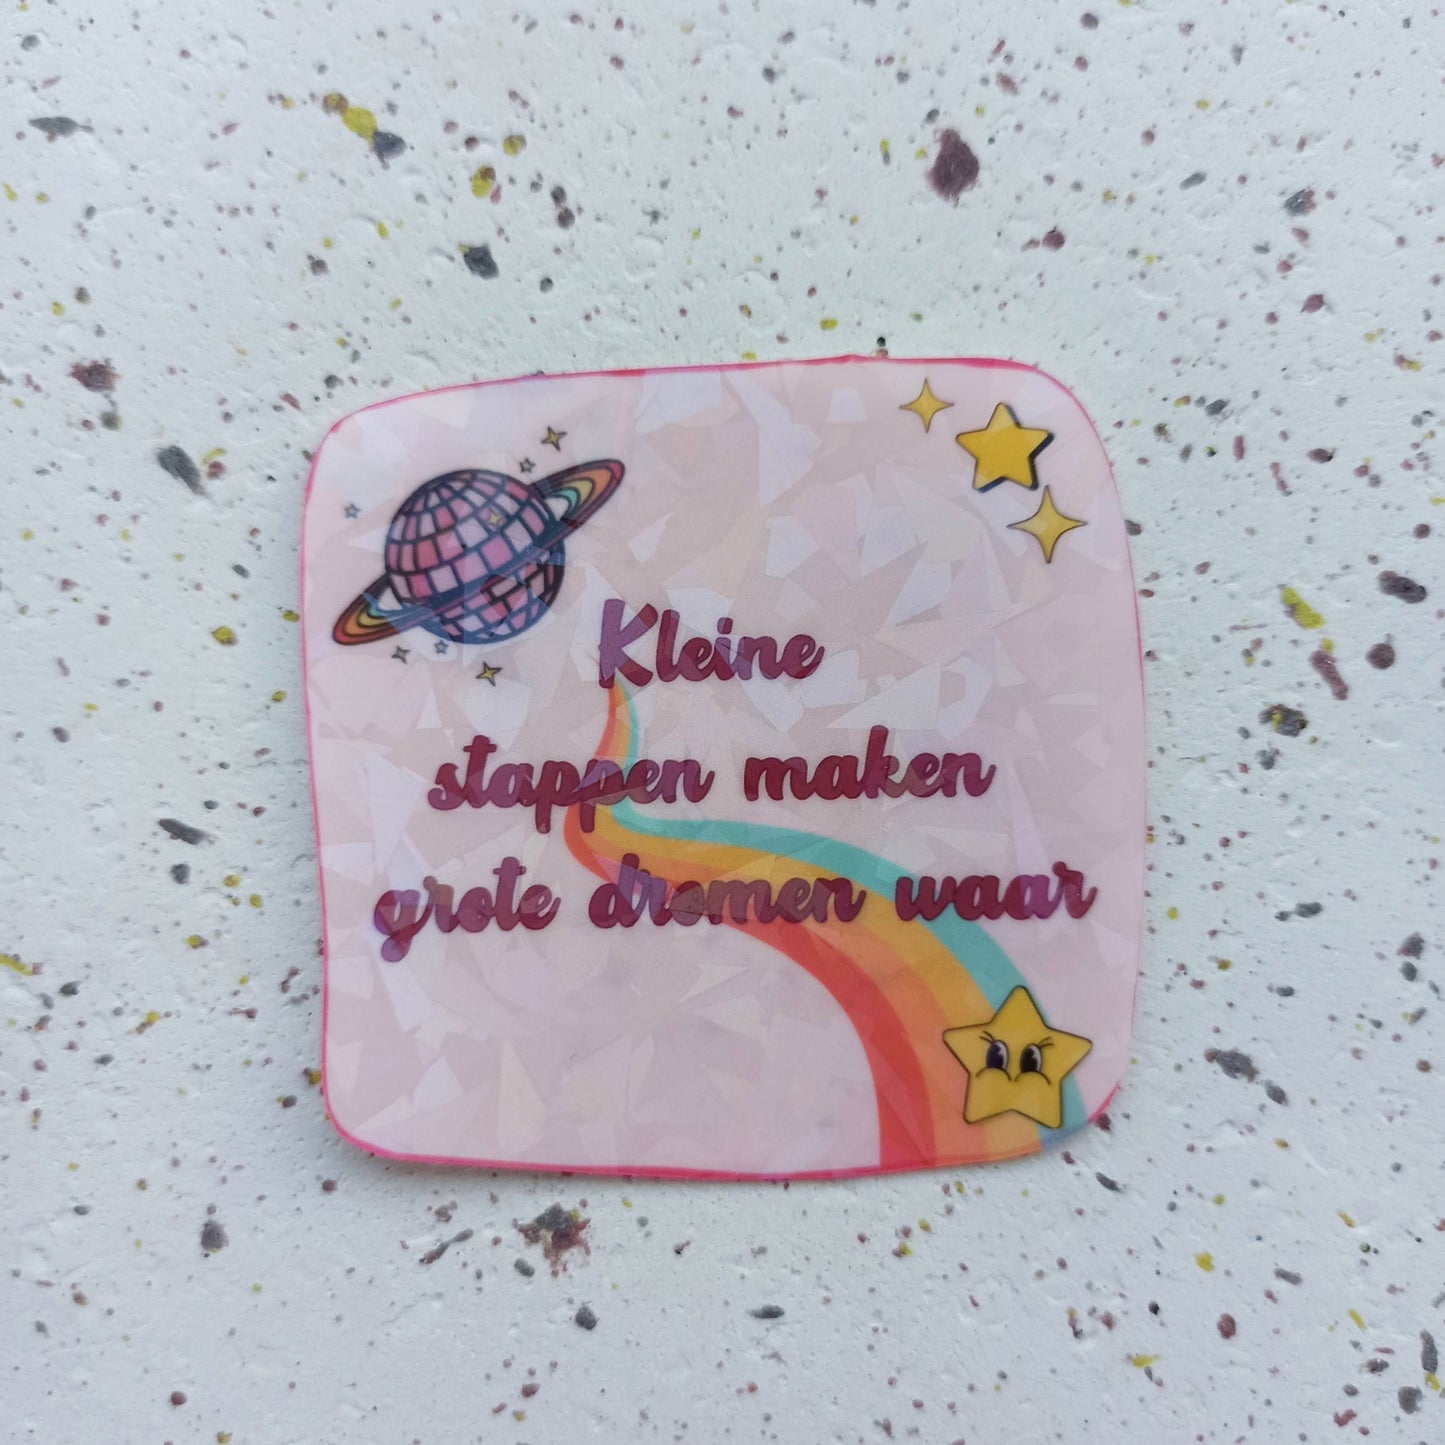 Kleine
stappen maken
grote dromen waar